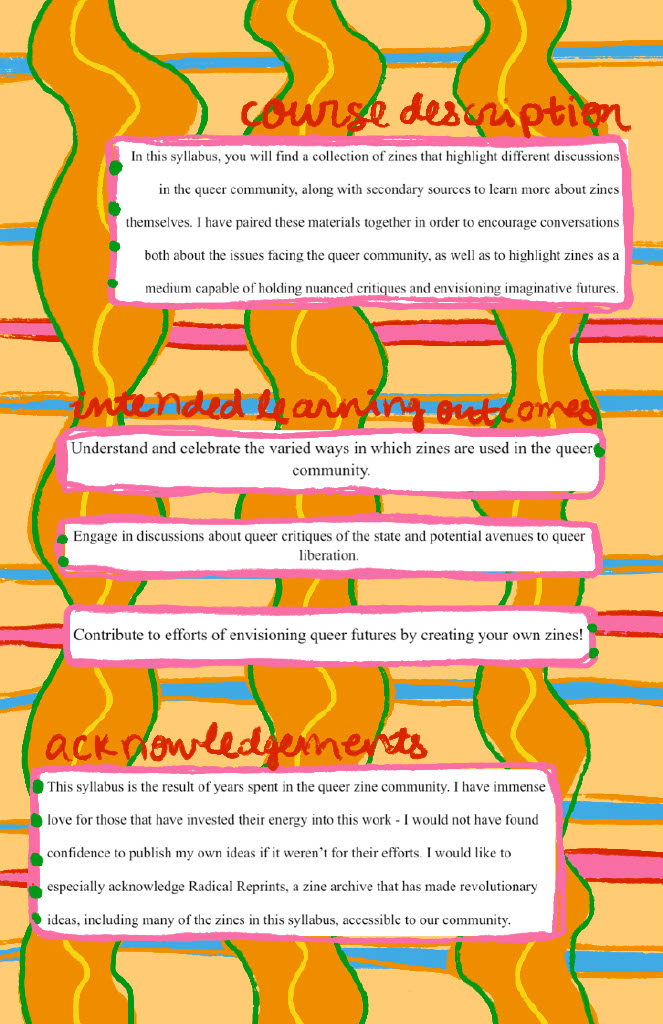 course description
In this syllabus, you will find a collection of zines that highlight different discussions
in the queer community, along with secondary sources to learn more about zines
themselves. I have paired these materials together in order to encourage conversations
both about the issues facing the queer community, as well as to highlight zines as a
medium capable of holding nuanced critiques and envisioning imaginative futures.
intended learning outcomes
Understand and celebrate the varied ways in which zines are used in the queer
community.
Engage in discussions about queer critiques of the state and potential avenues to queer
liberation.
Contribute to efforts of envisioning queer futures by creating your own zines!
acknowledgements
This syllabus is the result of years spent in the queer zine community. I have immense
love for those that have invested their energy into this work - I would not have found
confidence to publish my own ideas if it weren't for their efforts. I would like to
especially acknowledge Radical Reprints, a zine archive that has made revolutionary
ideas, including many of the zines in this syllabus, accessible to our community.